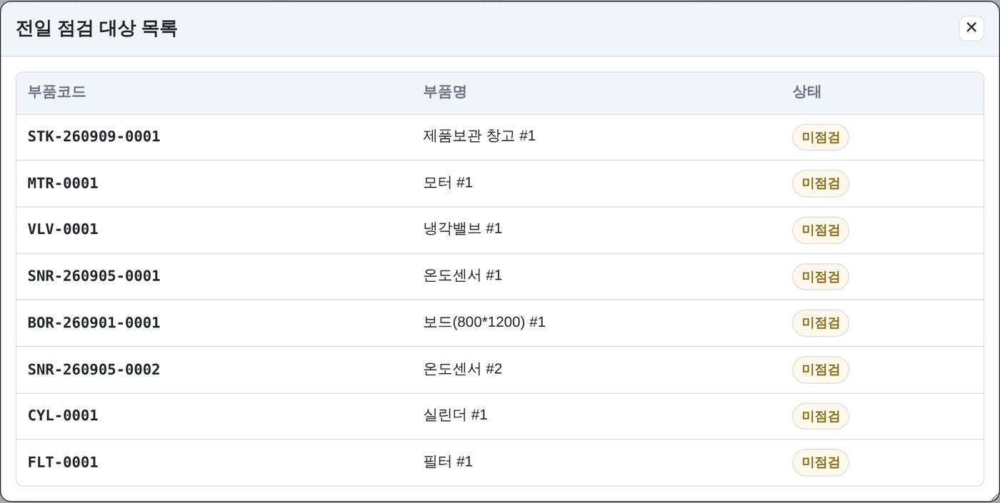 전일 점검 대상 목록 ✕
부품코드 부품명 상태
STK-260909-0001 제품보관 창고 #1 미점검
MTR-0001 모터 #1 미점검
VLV-0001 냉각밸브 #1 미점검
SNR-260905-0001 온도센서 #1 미점검
BOR-260901-0001 보드(800*1200) #1 미점검
SNR-260905-0002 온도센서 #2 미점검
CYL-0001 실린더 #1 미점검
FLT-0001 필터 #1 미점검